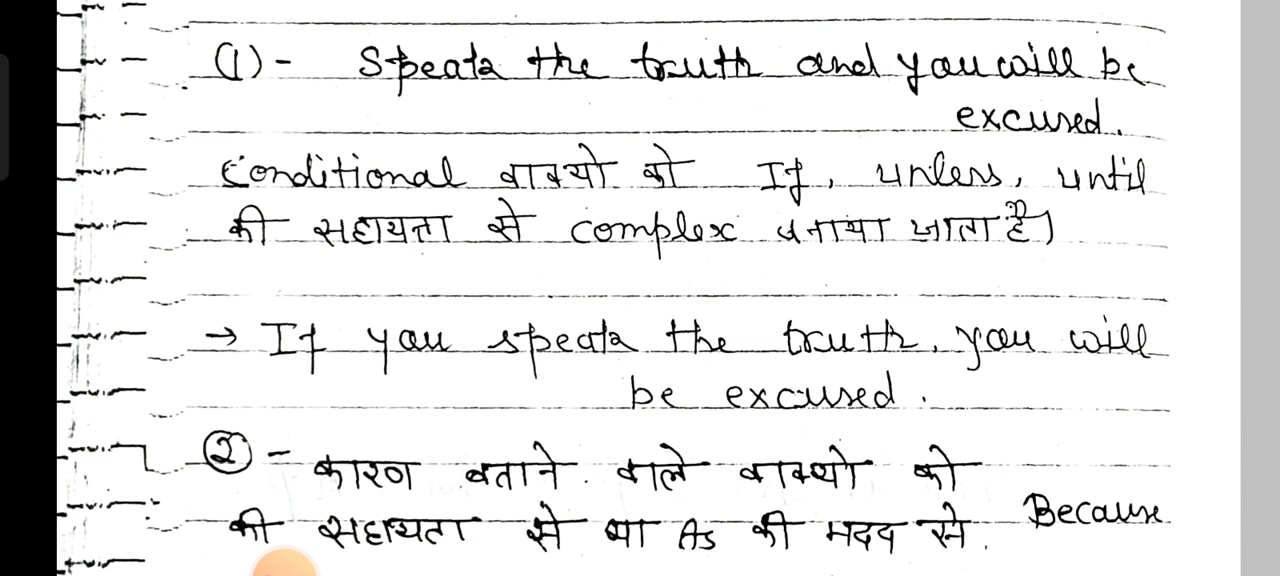 (1) - Speak the truth and you will be
excused.
Conditional वाक्यो को If, unless, until
की सहायता से complex बनाया जाता है।
→ If you speak the truth, you will
be excused.
② - कारण बताने वाले वाक्यो को Because
की सहायता से या As की मदद से.